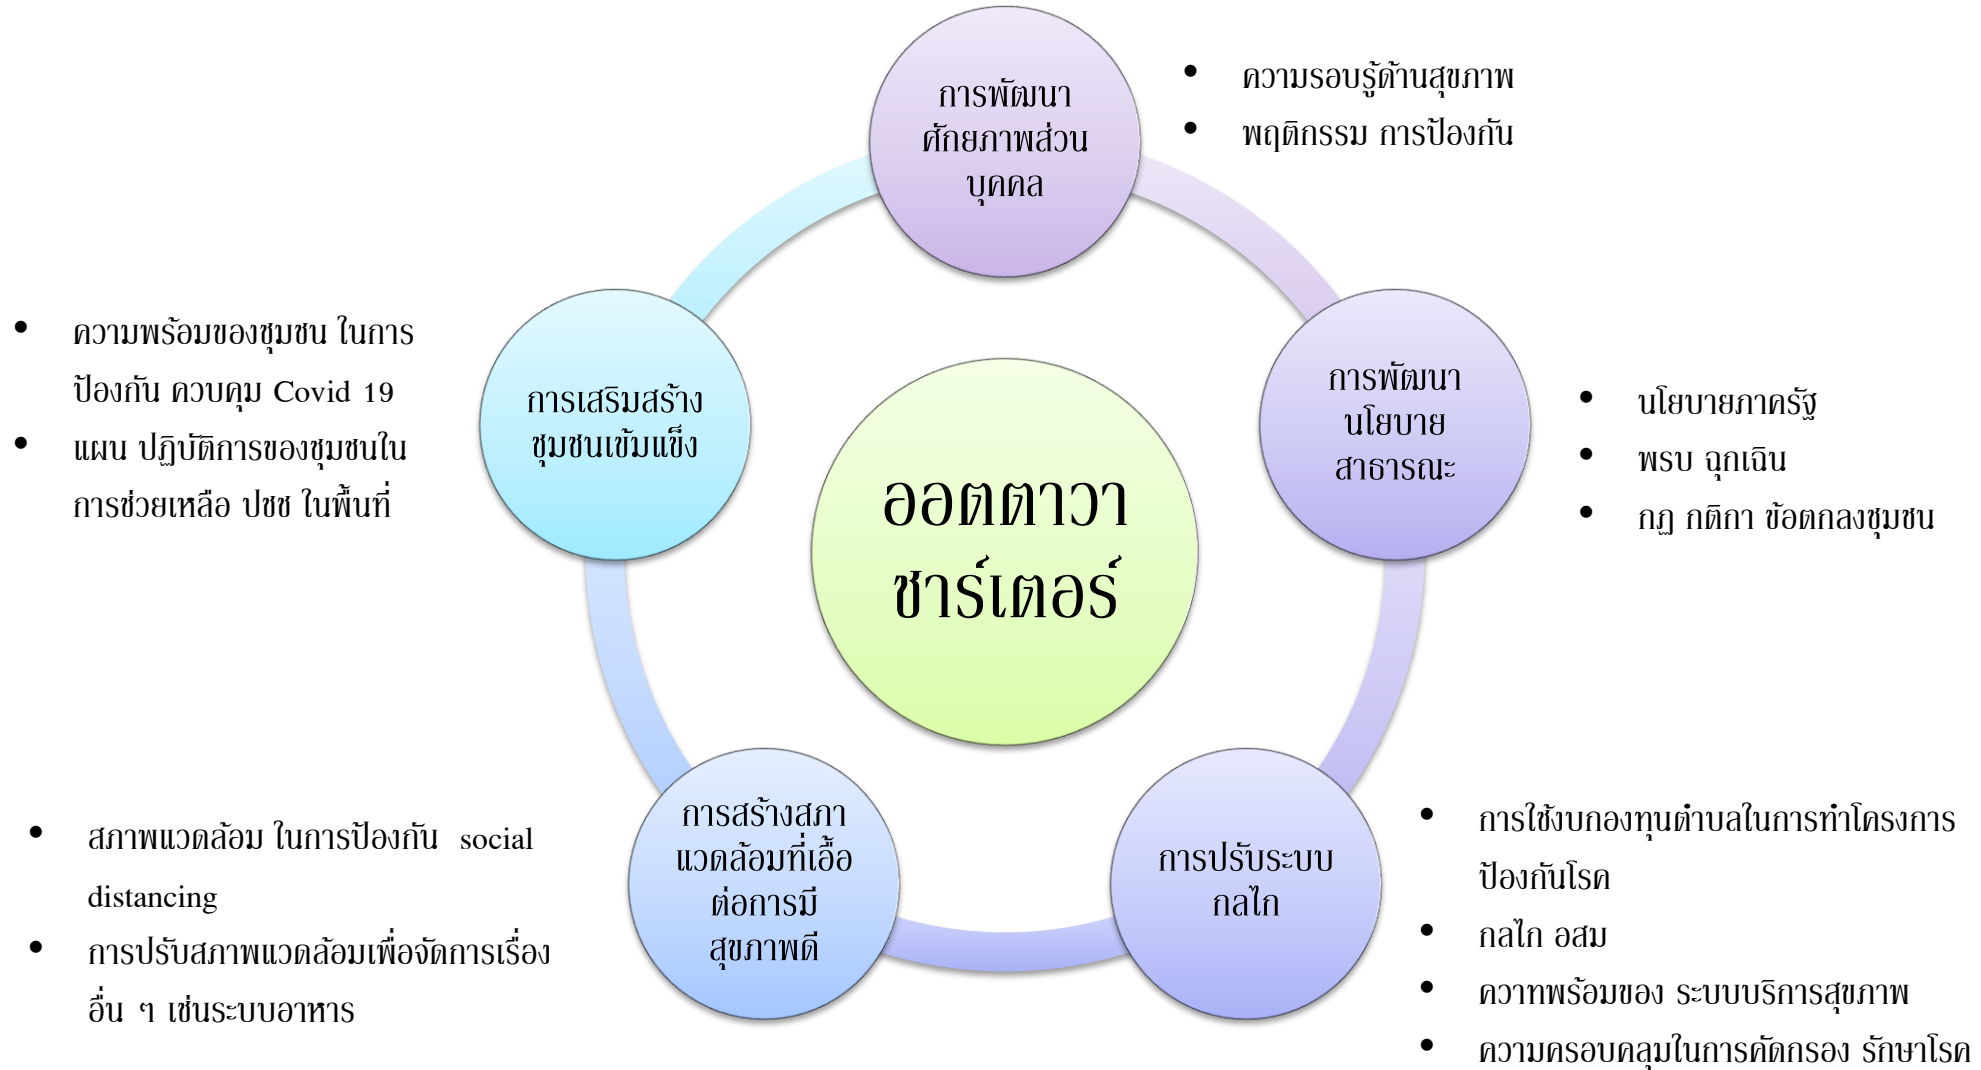 การพัฒนา
ศักยภาพส่วน
บุคคล
• ความรอบรู้ด้านสุขภาพ
• พฤติกรรม การป้องกัน
การพัฒนา
นโยบาย
สาธารณะ
• นโยบายภาครัฐ
• พรบ ฉุกเฉิน
• กฎ กติกา ข้อตกลงชุมชน
การปรับระบบ
กลไก
• การใช้งบกองทุนตำบลในการทำโครงการ
ป้องกันโรค
• กลไก อสม
• ควาทพร้อมของ ระบบบริการสุขภาพ
• ความครอบคลุมในการคัดกรอง รักษาโรค
การสร้างสภา
แวดล้อมที่เอื้อ
ต่อการมี
สุขภาพดี
• สภาพแวดล้อม ในการป้องกัน social
distancing
• การปรับสภาพแวดล้อมเพื่อจัดการเรื่อง
อื่น ๆ เช่นระบบอาหาร
การเสริมสร้าง
ชุมชนเข้มแข็ง
• ความพร้อมของชุมชน ในการ
ป้องกัน ควบคุม Covid 19
• แผน ปฏิบัติการของชุมชนใน
การช่วยเหลือ ปชช ในพื้นที่
ออตตาวา
ชาร์เตอร์